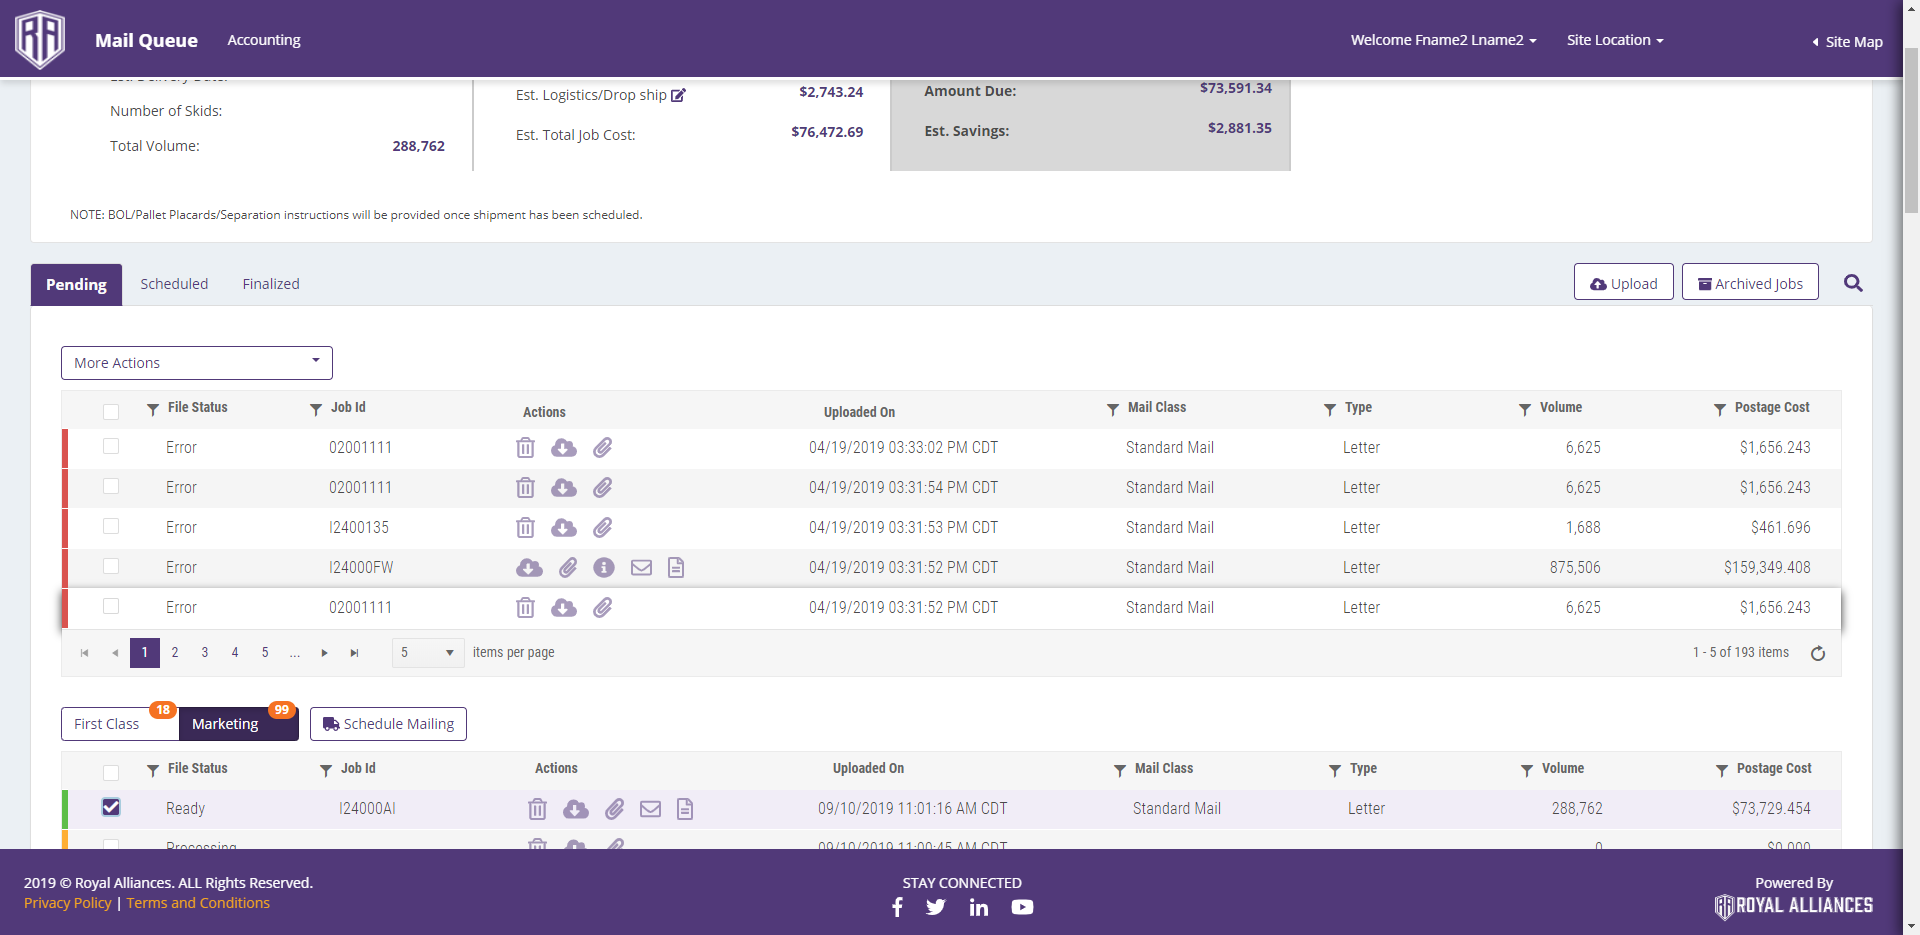 RA Mail Queue Accounting Welcome Fname2 Lname2 Site Location Site Map
Est. Delivery Date:
Number of Skids:
Total Volume: 288,762
Est. Logistics/Drop ship $2,743.24
Est. Total Job Cost: $76,472.69
Amount Due: $73,591.34
Est. Savings: $2,881.35
NOTE: BOL/Pallet Placards/Separation instructions will be provided once shipment has been scheduled.
Pending Scheduled Finalized Upload Archived Jobs
More Actions
File Status Job Id Actions Uploaded On Mail Class Type Volume Postage Cost
Error 02001111 04/19/2019 03:33:02 PM CDT Standard Mail Letter 6,625 $1,656.243
Error 02001111 04/19/2019 03:31:54 PM CDT Standard Mail Letter 6,625 $1,656.243
Error I2400135 04/19/2019 03:31:53 PM CDT Standard Mail Letter 1,688 $461.696
Error I24000FW 04/19/2019 03:31:52 PM CDT Standard Mail Letter 875,506 $159,349.408
Error 02001111 04/19/2019 03:31:52 PM CDT Standard Mail Letter 6,625 $1,656.243
1 2 3 4 5 ... 5 items per page 1 - 5 of 193 items
First Class 18 Marketing 99 Schedule Mailing
File Status Job Id Actions Uploaded On Mail Class Type Volume Postage Cost
Ready I24000AI 09/10/2019 11:01:16 AM CDT Standard Mail Letter 288,762 $73,729.454
Processing 09/10/2019 11:00:45 AM CDT 0 $0.000
2019 © Royal Alliances. ALL Rights Reserved.
Privacy Policy | Terms and Conditions
STAY CONNECTED
Powered By
RA ROYAL ALLIANCES